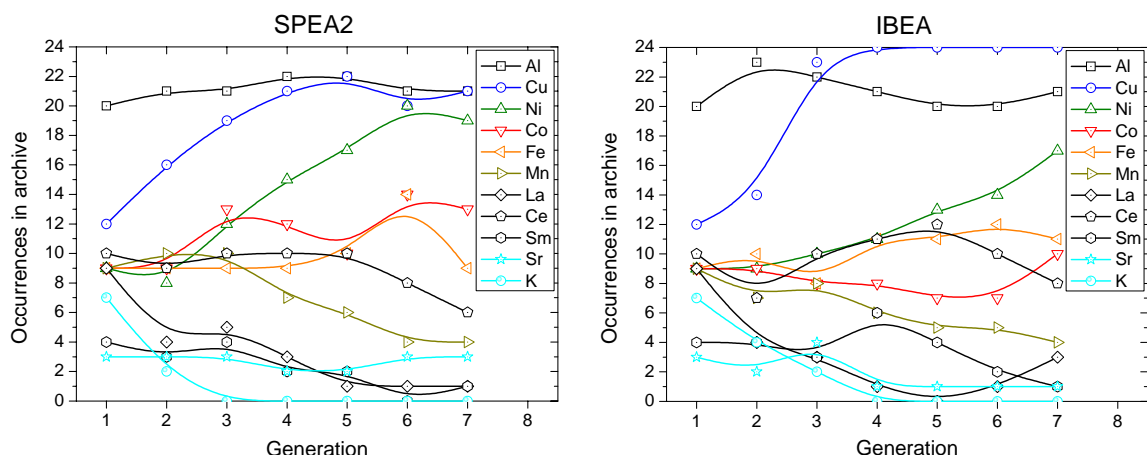 SPEA2
24
22
20
18
16
14
12
10
8
6
4
2
0
Occurrences in archive
1 2 3 4 5 6 7 8
Generation
Al
Cu
Ni
Co
Fe
Mn
La
Ce
Sm
Sr
K
IBEA
24
22
20
18
16
14
12
10
8
6
4
2
0
Occurrences in archive
1 2 3 4 5 6 7 8
Generation
Al
Cu
Ni
Co
Fe
Mn
La
Ce
Sm
Sr
K